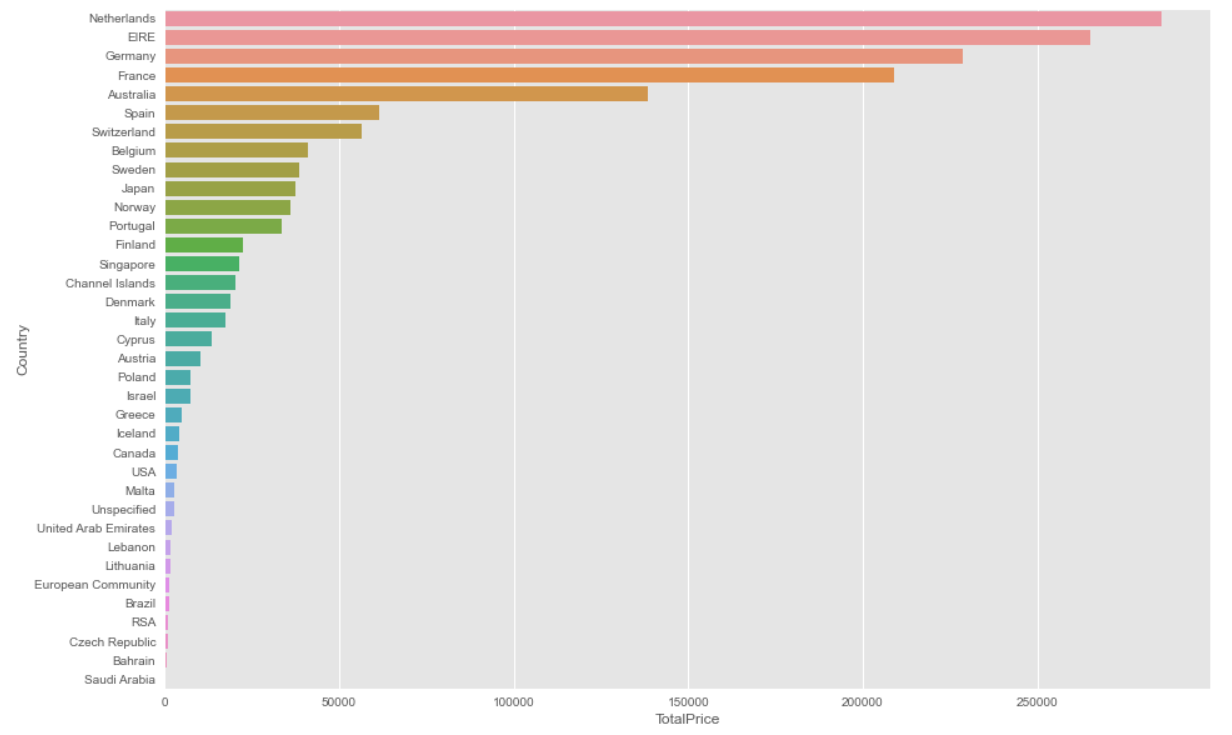 Netherlands
EIRE
Germany
France
Australia
Spain
Switzerland
Belgium
Sweden
Japan
Norway
Portugal
Finland
Singapore
Channel Islands
Denmark
Italy
Cyprus
Austria
Poland
Israel
Greece
Iceland
Canada
USA
Malta
Unspecified
United Arab Emirates
Lebanon
Lithuania
European Community
Brazil
RSA
Czech Republic
Bahrain
Saudi Arabia
Country
0 50000 100000 150000 200000 250000
TotalPrice